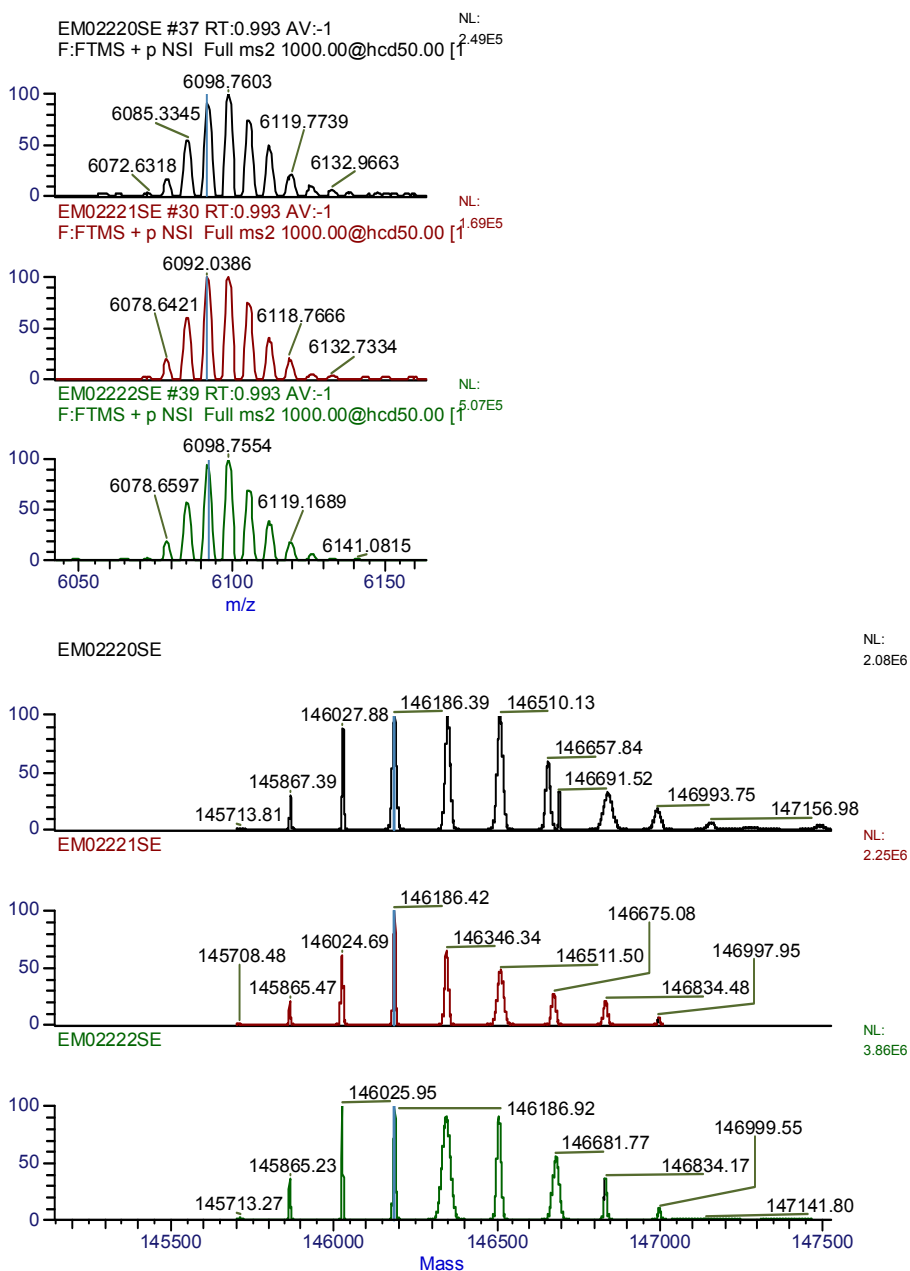 EM02220SE #37 RT:0.993 AV:-1
F:FTMS + p NSI Full ms2 1000.00@hcd50.00 [1
NL:
2.49E5
6098.7603
6085.3345
6119.7739
6072.6318
6132.9663
100
50
0
EM02221SE #30 RT:0.993 AV:-1
F:FTMS + p NSI Full ms2 1000.00@hcd50.00 [1
NL:
1.69E5
6092.0386
6078.6421
6118.7666
6132.7334
100
50
0
EM02222SE #39 RT:0.993 AV:-1
F:FTMS + p NSI Full ms2 1000.00@hcd50.00 [1
NL:
5.07E5
6098.7554
6078.6597
6119.1689
6141.0815
100
50
0
6050 6100 6150
m/z
EM02220SE
NL:
2.08E6
146186.39 146510.13
146027.88
146657.84
145867.39
146691.52
146993.75
145713.81
147156.98
100
50
0
EM02221SE
NL:
2.25E6
146186.42
146675.08
145708.48 146024.69 146346.34 146511.50 146997.95
145865.47 146834.48
100
50
0
EM02222SE
NL:
3.86E6
146025.95
146186.92
146999.55
146681.77
145865.23
146834.17
145713.27
147141.80
100
50
0
145500 146000 146500 147000 147500
Mass